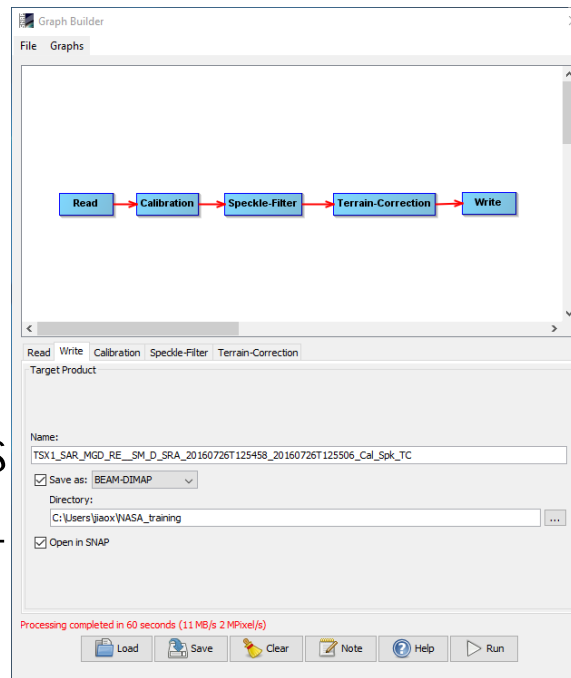 Graph Builder
File Graphs
Read Calibration Speckle-Filter Terrain-Correction Write
Read Write Calibration Speckle-Filter Terrain-Correction
Target Product
Name:
TSX1_SAR_MGD_RE__SM_D_SRA_20160726T125458_20160726T125506_Cal_Spk_TC
S
Save as: BEAM-DIMAP
Directory:
C:\Users\jiaox\NASA_training ...
Open in SNAP
Processing completed in 60 seconds (11 MB/s 2 MPixel/s)
Load Save Clear Note Help Run